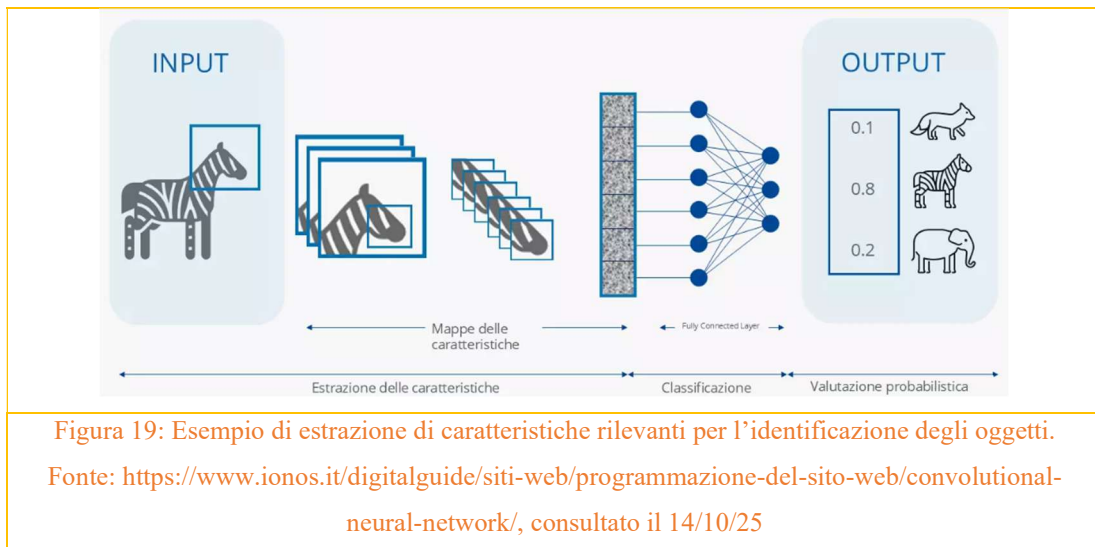 INPUT
OUTPUT
0.1
0.8
0.2
Mappe delle
caratteristiche
Fully Connected Layer
Estrazione delle caratteristiche
Classificazione
Valutazione probabilistica
Figura 19: Esempio di estrazione di caratteristiche rilevanti per l’identificazione degli oggetti.
Fonte: https://www.ionos.it/digitalguide/siti-web/programmazione-del-sito-web/convolutional-
neural-network/, consultato il 14/10/25